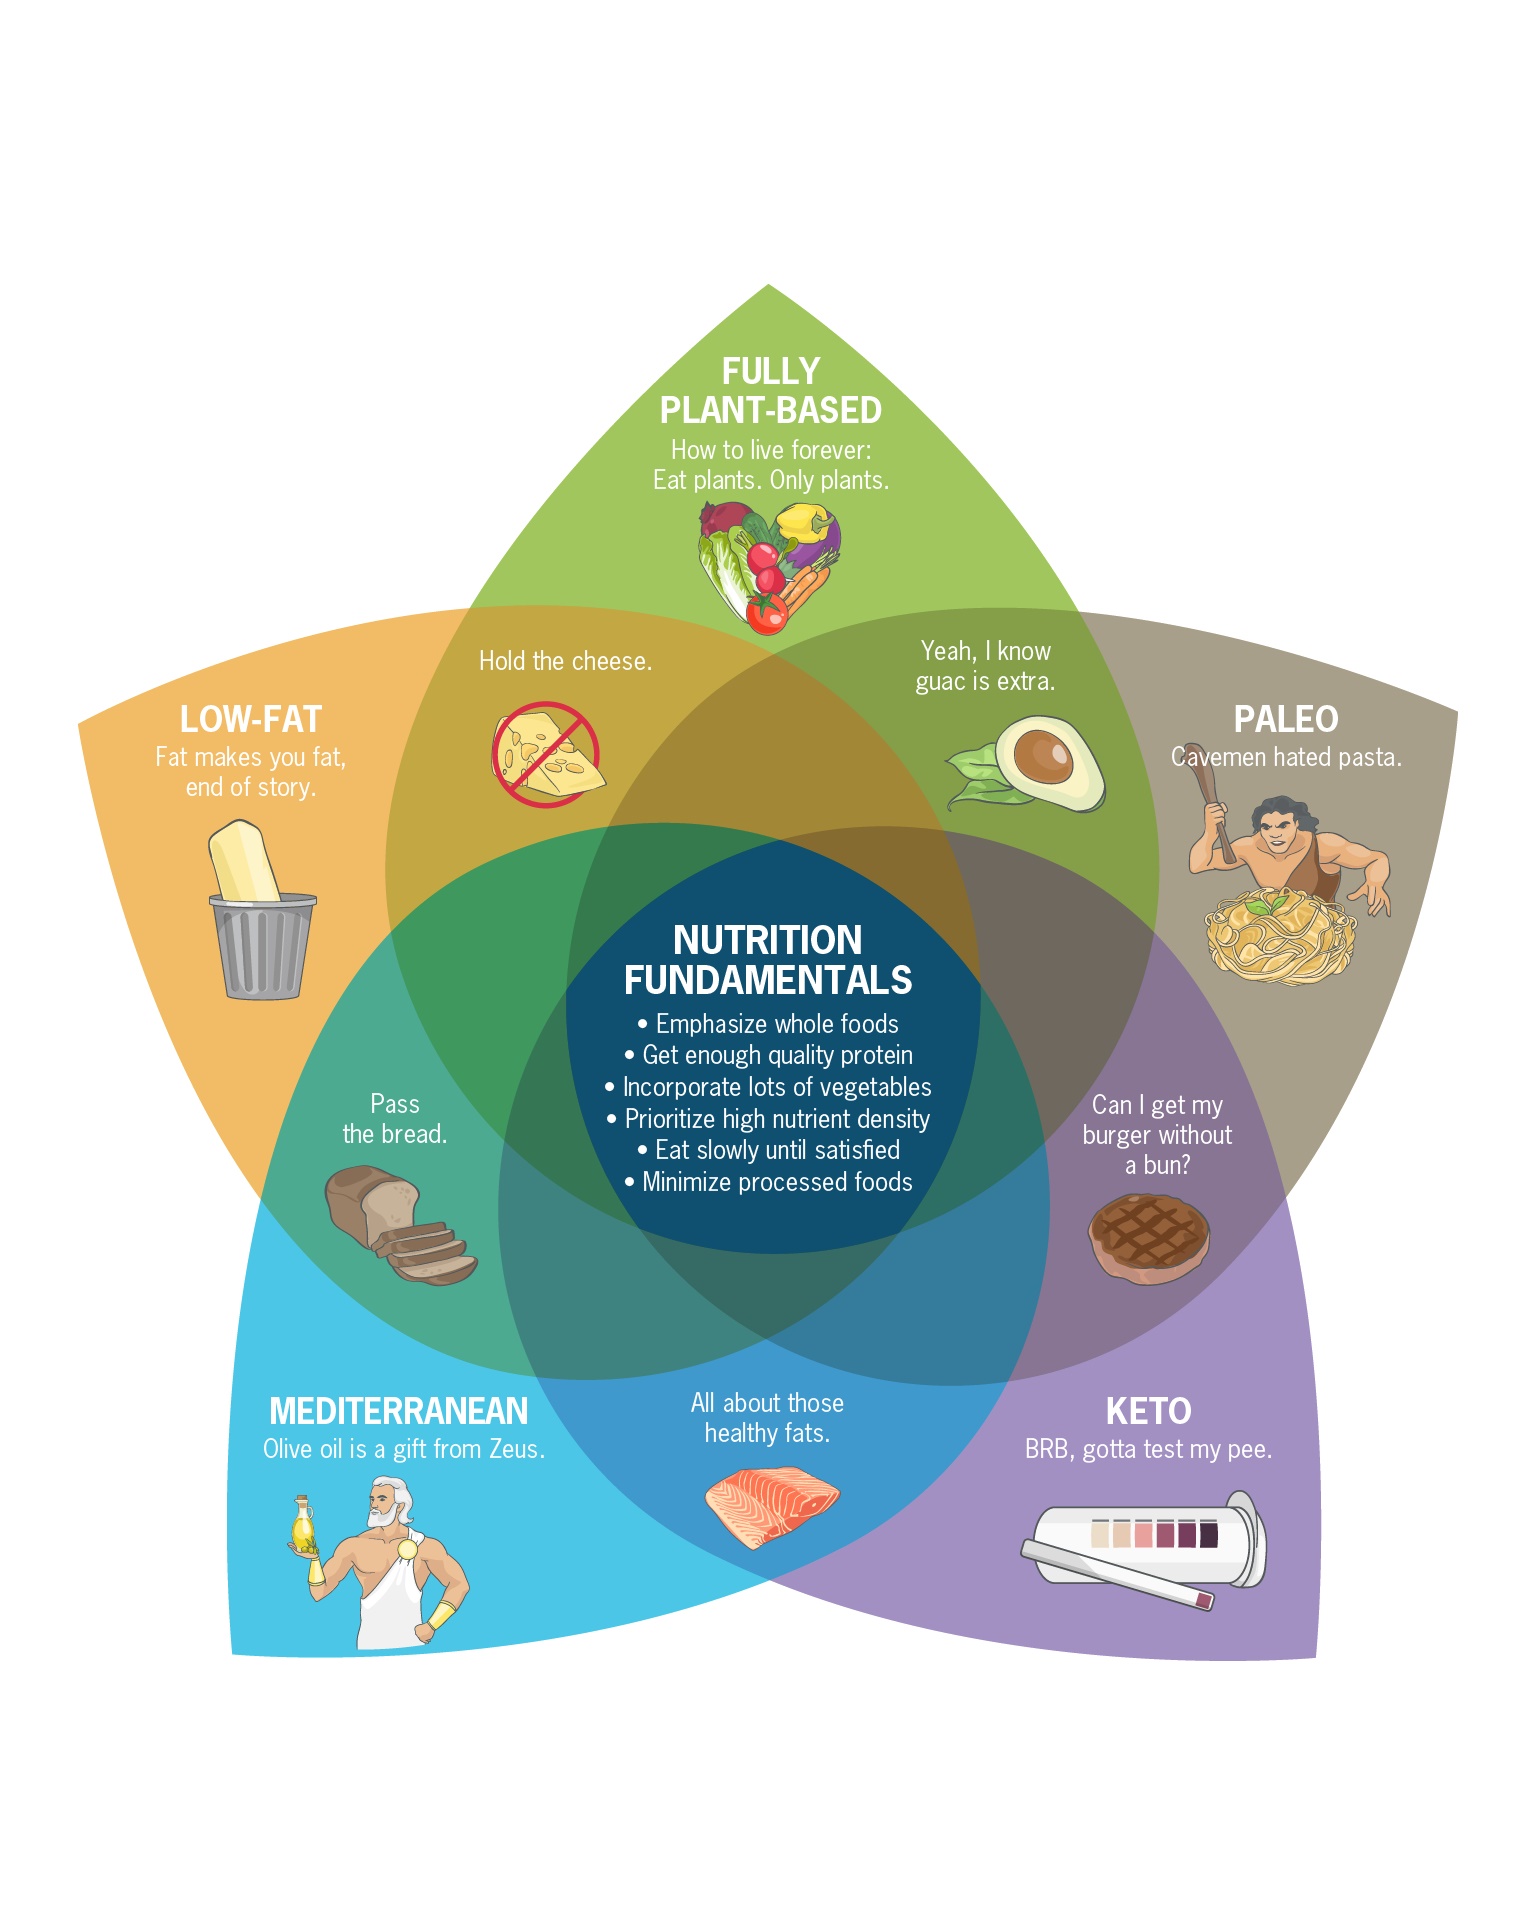 FULLY
PLANT-BASED
How to live forever:
Eat plants. Only plants.
Hold the cheese.
Yeah, I know
guac is extra.
LOW-FAT
Fat makes you fat,
end of story.
PALEO
Cavemen hated pasta.
NUTRITION
FUNDAMENTALS
• Emphasize whole foods
• Get enough quality protein
• Incorporate lots of vegetables
• Prioritize high nutrient density
• Eat slowly until satisfied
• Minimize processed foods
Pass
the bread.
Can I get my
burger without
a bun?
MEDITERRANEAN
Olive oil is a gift from Zeus.
All about those
healthy fats.
KETO
BRB, gotta test my pee.